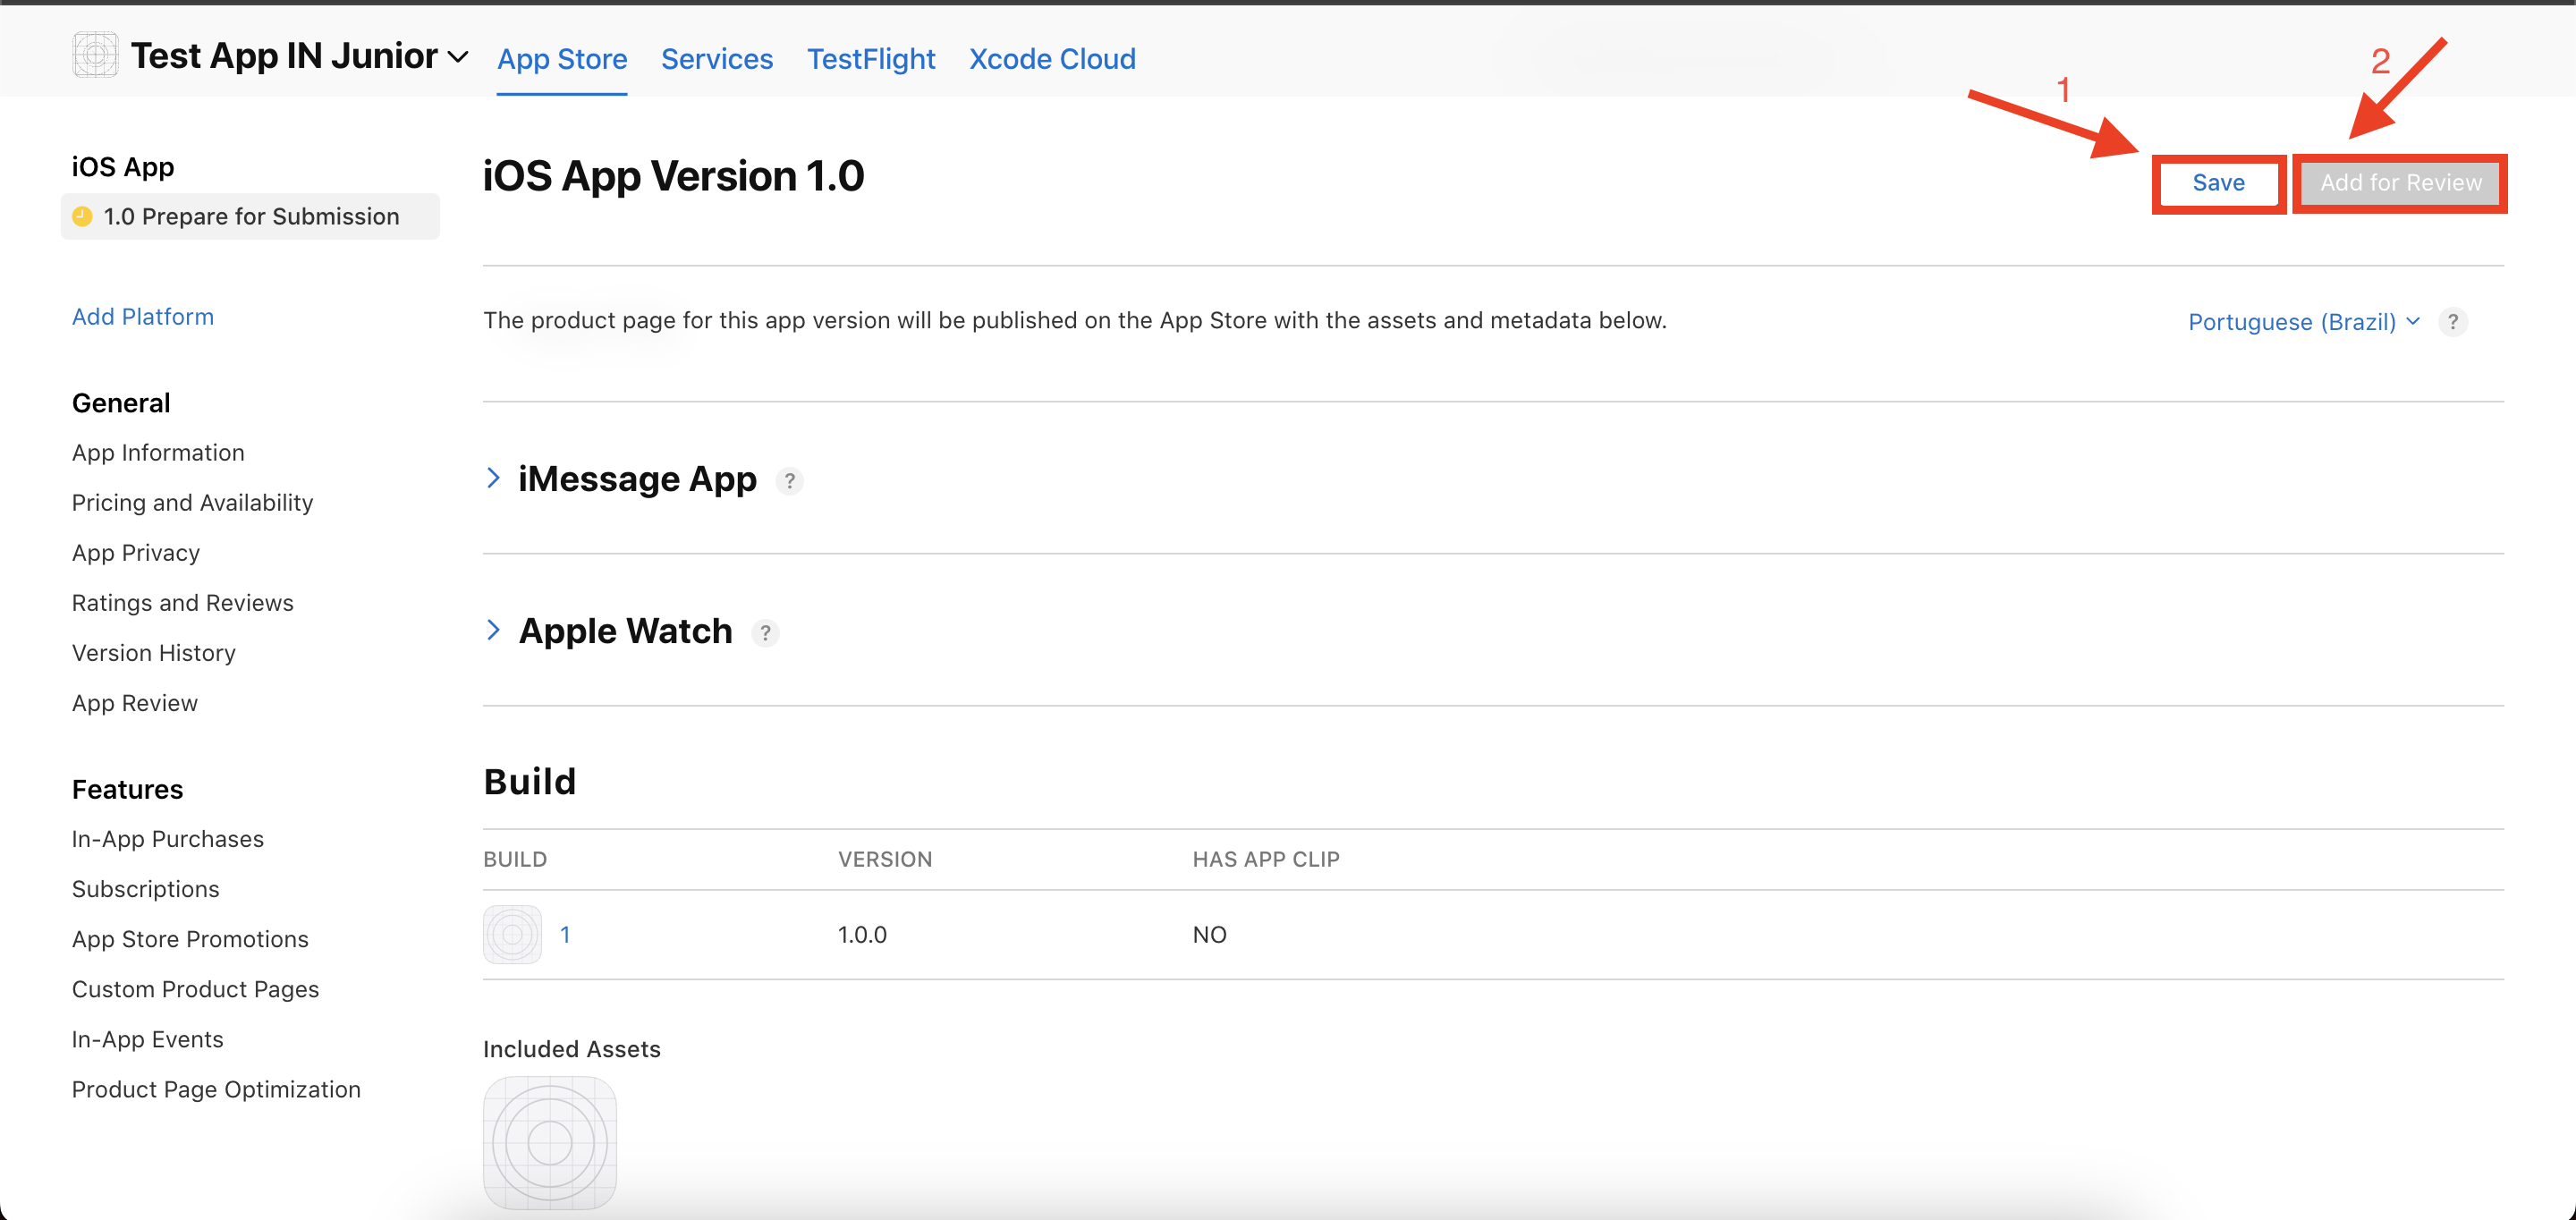 Test App IN Junior
App Store
Services
TestFlight
Xcode Cloud
1
2
iOS App
1.0 Prepare for Submission
Add Platform
General
App Information
Pricing and Availability
App Privacy
Ratings and Reviews
Version History
App Review
Features
In-App Purchases
Subscriptions
App Store Promotions
Custom Product Pages
In-App Events
Product Page Optimization
iOS App Version 1.0
Save
Add for Review
The product page for this app version will be published on the App Store with the assets and metadata below.
Portuguese (Brazil)
?
iMessage App ?
Apple Watch ?
Build
BUILD VERSION HAS APP CLIP
1 1.0.0 NO
Included Assets